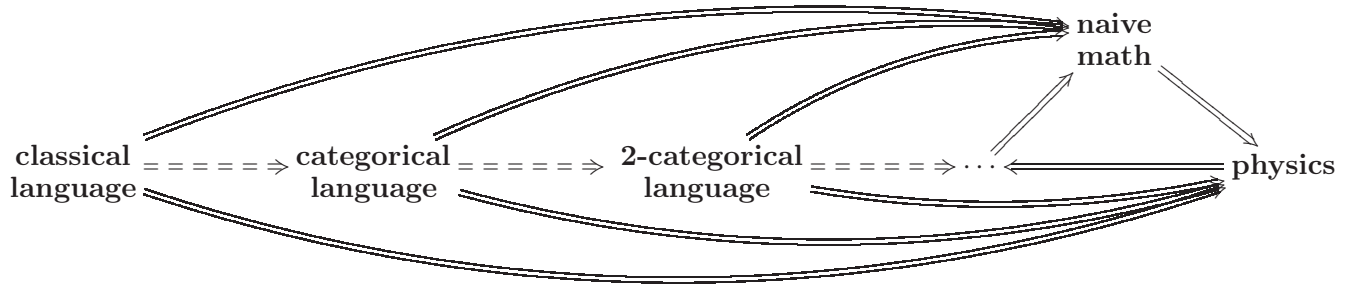 naive
math
classical
language
categorical
language
2-categorical
language
···
physics